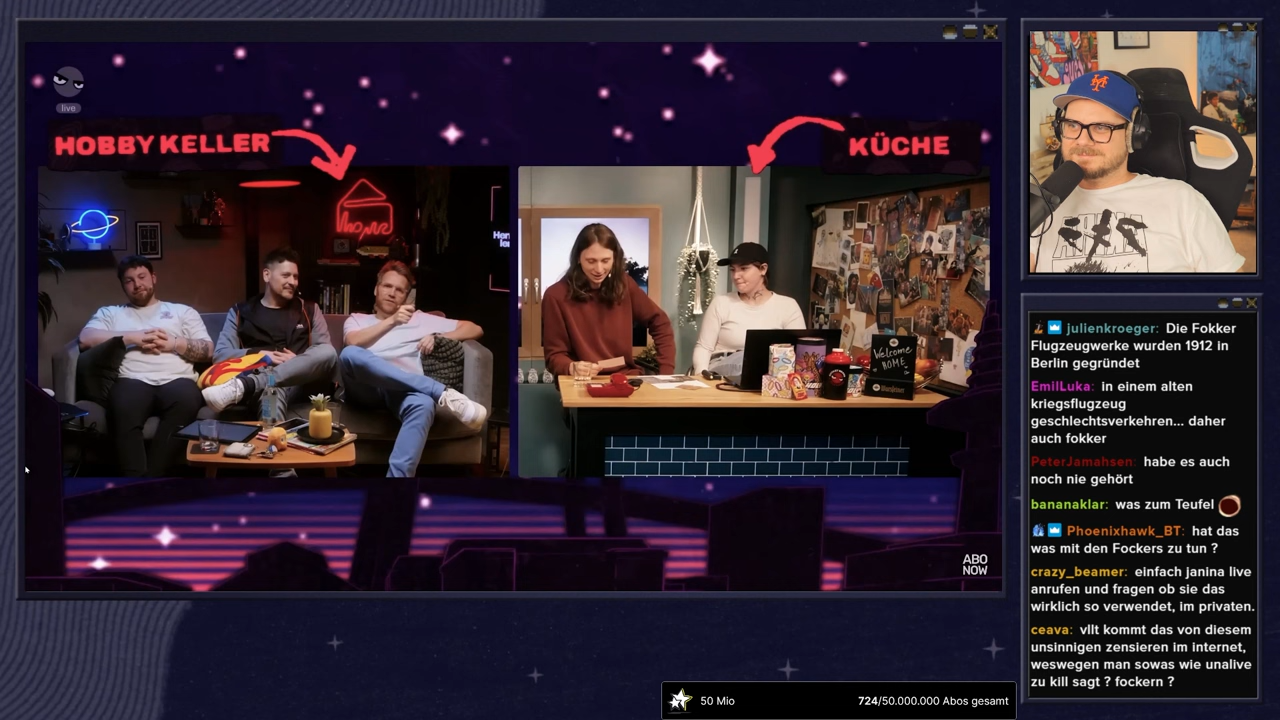 live
HOBBY KELLER
KÜCHE
Welcome
HOME
ABO
NOW
julienkroeger: Die Fokker
Flugzeugwerke wurden 1912 in
Berlin gegründet
EmilLuka: in einem alten
kriegsflugzeug
geschlechtsverkehren... daher
auch fokker
PeterJamahsen: habe es auch
noch nie gehört
bananaklar: was zum Teufel
Phoenixhawk_BT: hat das
was mit den Fockers zu tun ?
crazy_beamer: einfach janina live
anrufen und fragen ob sie das
wirklich so verwendet, im privaten.
ceava: vllt kommt das von diesem
unsinnigen zensieren im internet,
weswegen man sowas wie unalive
zu kill sagt ? fockern ?
50 Mio
724/50.000.000 Abos gesamt